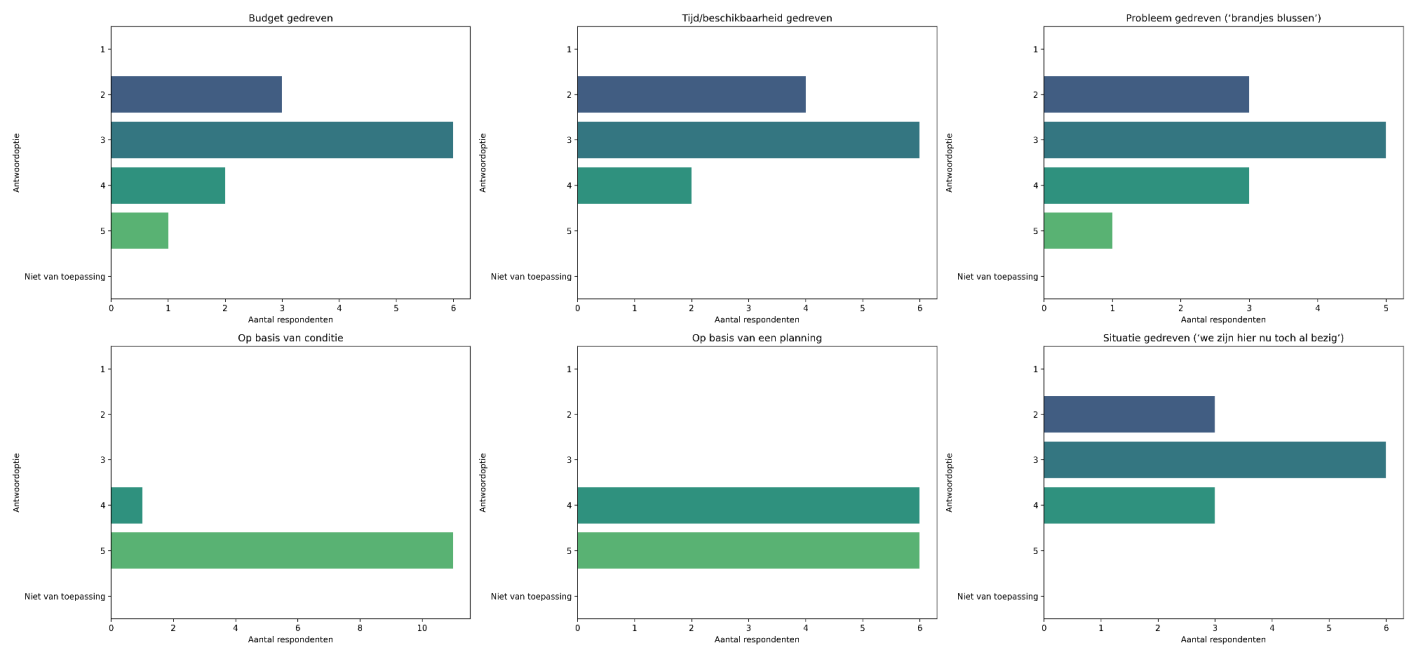 Budget gedreven
Antwoordoptie
1
2
3
4
5
Niet van toepassing
0 1 2 3 4 5 6
Aantal respondenten
Tijd/beschikbaarheid gedreven
Antwoordoptie
1
2
3
4
5
Niet van toepassing
0 1 2 3 4 5 6
Aantal respondenten
Probleem gedreven (‘brandjes blussen’)
Antwoordoptie
1
2
3
4
5
Niet van toepassing
0 1 2 3 4 5
Aantal respondenten
Op basis van conditie
Antwoordoptie
1
2
3
4
5
Niet van toepassing
0 2 4 6 8 10
Aantal respondenten
Op basis van een planning
Antwoordoptie
1
2
3
4
5
Niet van toepassing
0 1 2 3 4 5 6
Aantal respondenten
Situatie gedreven (‘we zijn hier nu toch al bezig’)
Antwoordoptie
1
2
3
4
5
Niet van toepassing
0 1 2 3 4 5 6
Aantal respondenten